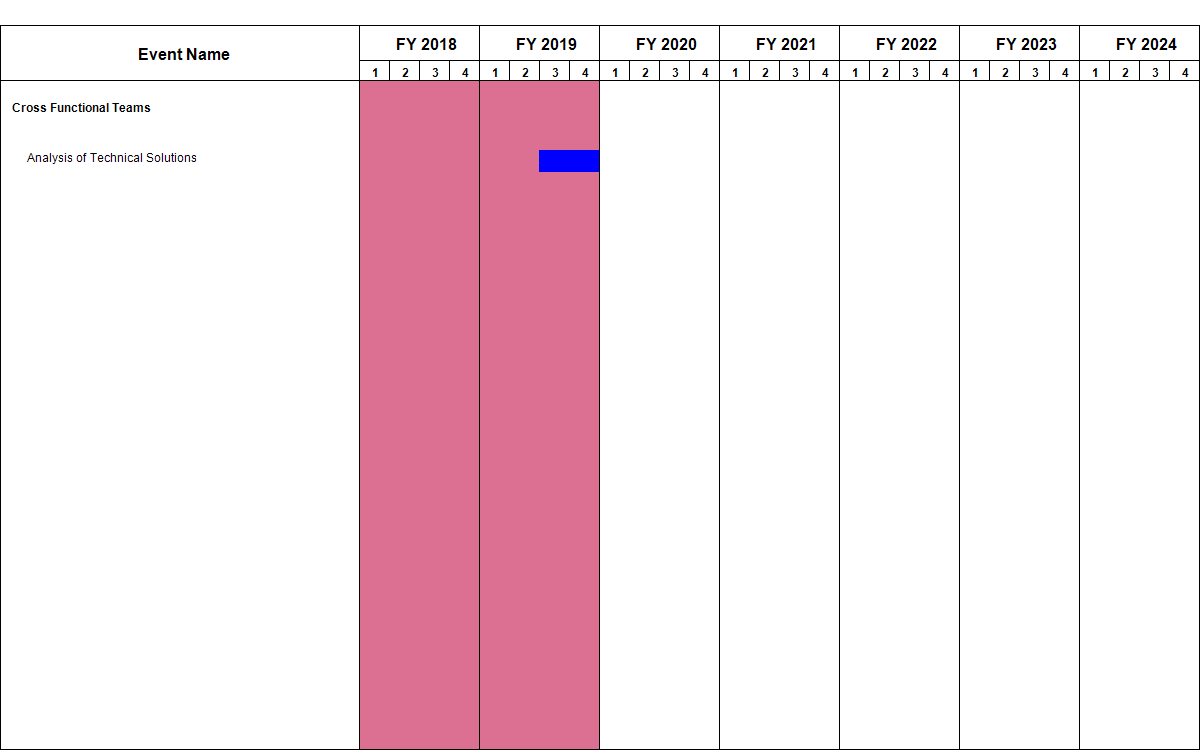 Event Name FY 2018 FY 2019 FY 2020 FY 2021 FY 2022 FY 2023 FY 2024
1 2 3 4 1 2 3 4 1 2 3 4 1 2 3 4 1 2 3 4 1 2 3 4 1 2 3 4
Cross Functional Teams
Analysis of Technical Solutions